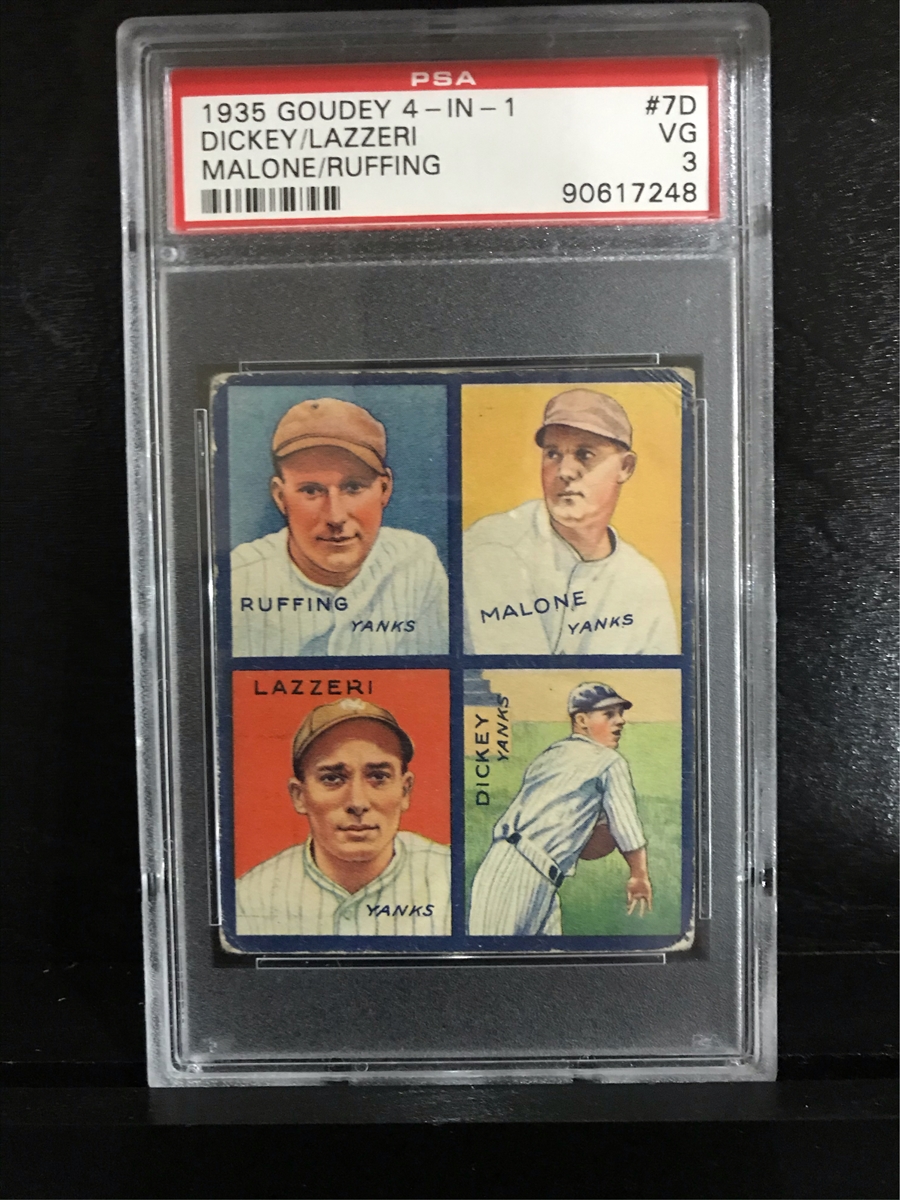 PSA
1935 GOUDEY 4-IN-1 #7D
DICKEY/LAZZERI VG
MALONE/RUFFING 3
90617248
RUFFING
YANKS
MALONE
YANKS
LAZZERI
NY
YANKS
DICKEY
YANKS